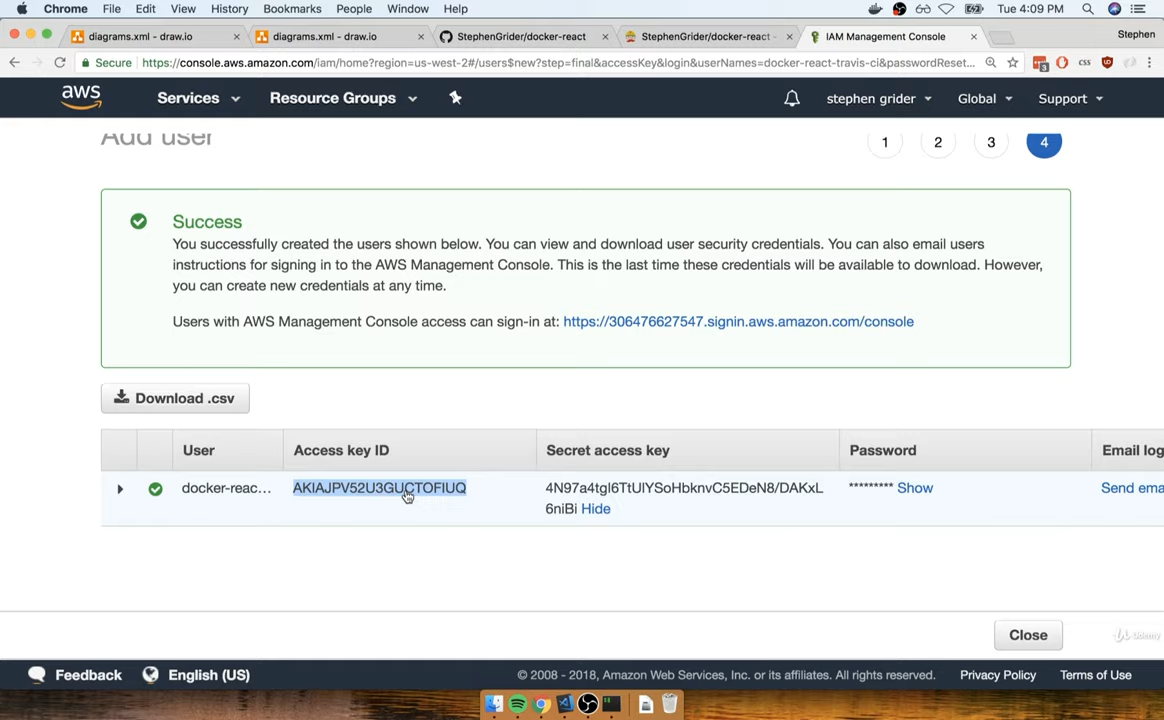 Chrome File Edit View History Bookmarks People Window Help Tue 4:09 PM
diagrams.xml - draw.io × diagrams.xml - draw.io × StephenGrider/docker-react × StephenGrider/docker-react - × IAM Management Console × Stephen
Secure https://console.aws.amazon.com/iam/home?region=us-west-2#/users$new?step=final&accessKey&login&userNames=docker-react-travis-ci&passwordReset...
aws Services Resource Groups stephen grider Global Support
Add user 1 2 3 4
Success
You successfully created the users shown below. You can view and download user security credentials. You can also email users
instructions for signing in to the AWS Management Console. This is the last time these credentials will be available to download. However,
you can create new credentials at any time.
Users with AWS Management Console access can sign-in at: https://306476627547.signin.aws.amazon.com/console
Download .csv
User Access key ID Secret access key Password Email log
docker-reac... AKIAJPV52U3GUCTOFIUQ ********* Show Send ema
6niBi Hide
Close
Udemy
Feedback English (US) © 2008 - 2018, Amazon Web Services, Inc. or its affiliates. All rights reserved. Privacy Policy Terms of Use